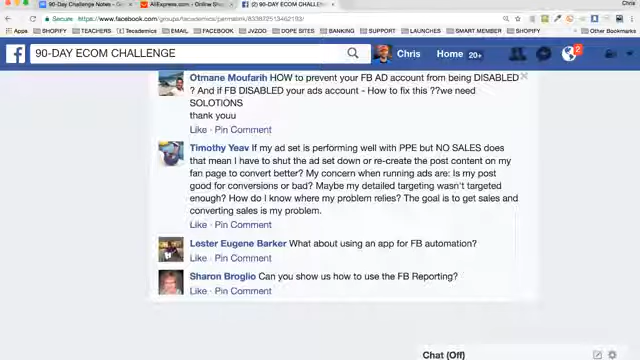 90-Day Challenge Notes - Go
AliExpress.com - Online Shop
(2) 90-DAY ECOM CHALLENGE
Chris
Secure https://www.facebook.com/groups/tecademics/permalink/833872513462193/
Apps SHOPIFY TEACHERS Tecademics EMAIL JVZOO DS BANKING SUPPORT LAUNCHES SMART MEMBER SHOPIFY Other
90-DAY ECOM CHALLENGE
Chris Home 20+ 2
Otmane Moufarih HOW to prevent your FB AD account from being DISABLED
? And if FB DISABLED your ads account - How to fix this ??we need
SOLOTIONS
thank youu
Like · Pin Comment
Timothy Yeav If my ad set is performing well with PPE but NO SALES does
that mean I have to shut the ad set down or re-create the post content on my
fan page to convert better? My concern when running ads are: Is my post
good for conversions or bad? Maybe my detailed targeting wasn't targeted
enough? How do I know where my problem relies? The goal is to get sales and
converting sales is my problem.
Like · Pin Comment
Lester Eugene Barker What about using an app for FB automation?
Like · Pin Comment
Sharon Broglio Can you show us how to use the FB Reporting?
Like · Pin Comment
Chat (Off)